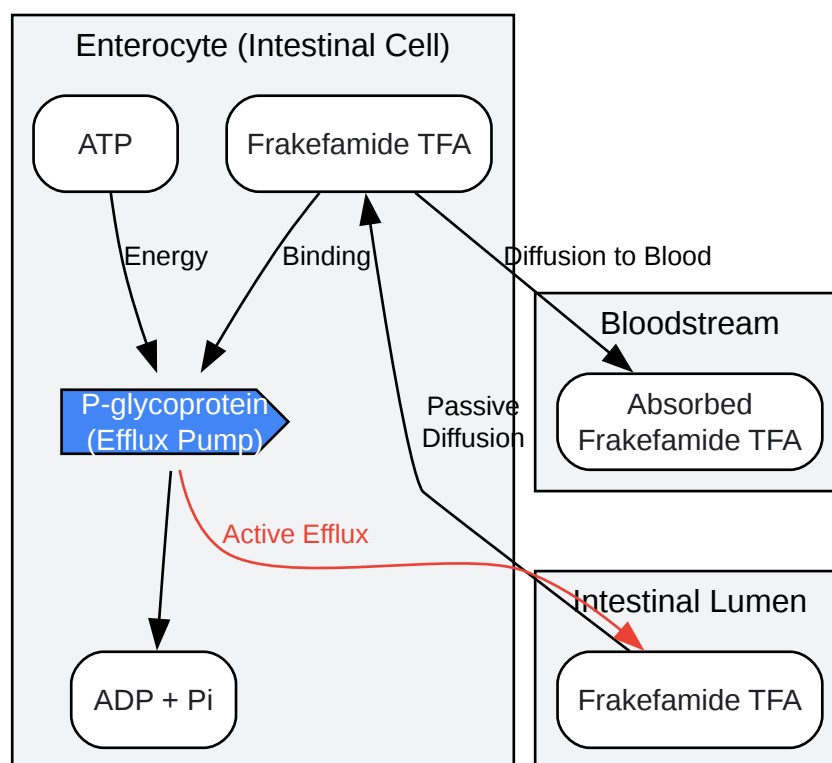 Enterocyte (Intestinal Cell)
ATP
Frakefamide TFA
Energy
Binding
Diffusion to Blood
Bloodstream
P-glycoprotein
(Efflux Pump)
Passive
Diffusion
Absorbed
Frakefamide TFA
Active Efflux
Intestinal Lumen
ADP + Pi
Frakefamide TFA